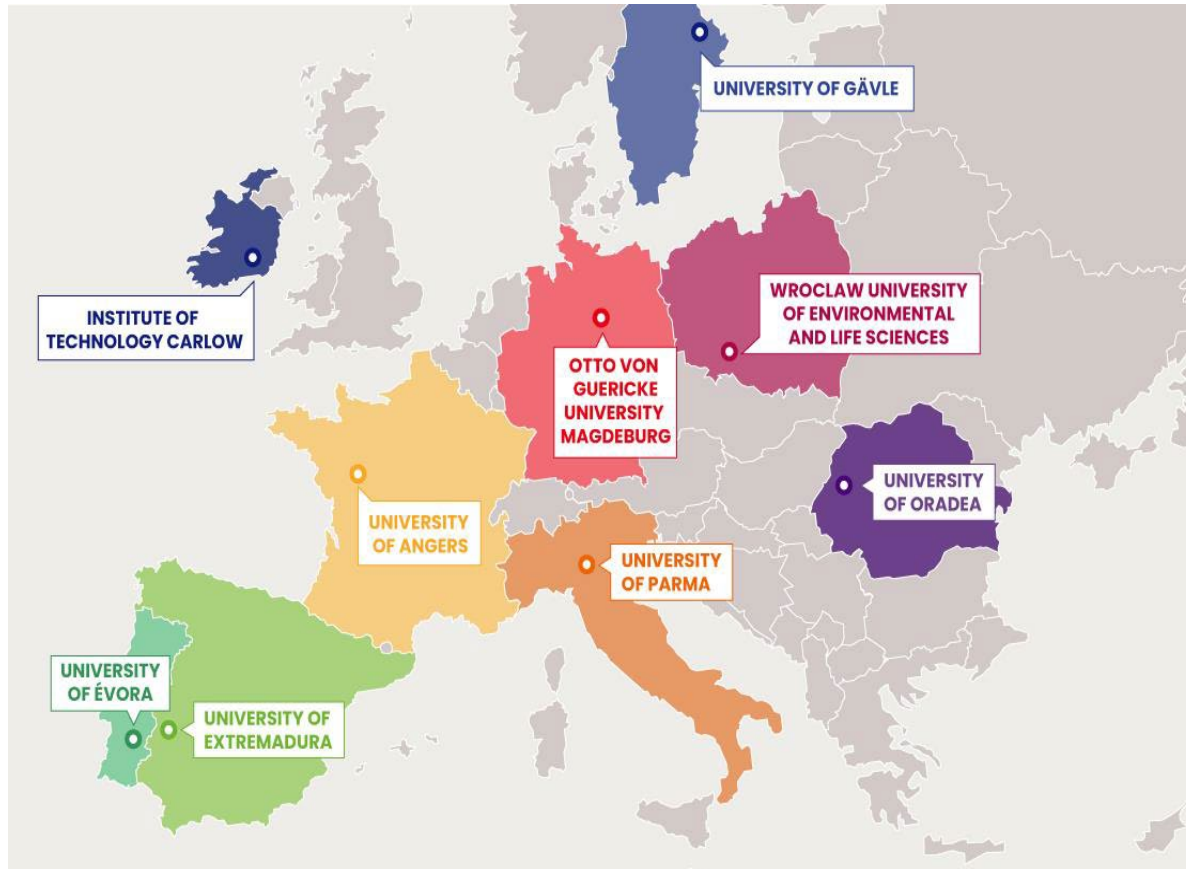 UNIVERSITY OF GÄVLE
INSTITUTE OF
TECHNOLOGY CARLOW
WROCLAW UNIVERSITY
OF ENVIRONMENTAL
AND LIFE SCIENCES
OTTO VON
GUERICKE
UNIVERSITY
MAGDEBURG
UNIVERSITY
OF ORADEA
UNIVERSITY
OF ANGERS
UNIVERSITY
OF PARMA
UNIVERSITY
OF ÉVORA
UNIVERSITY OF
EXTREMADURA